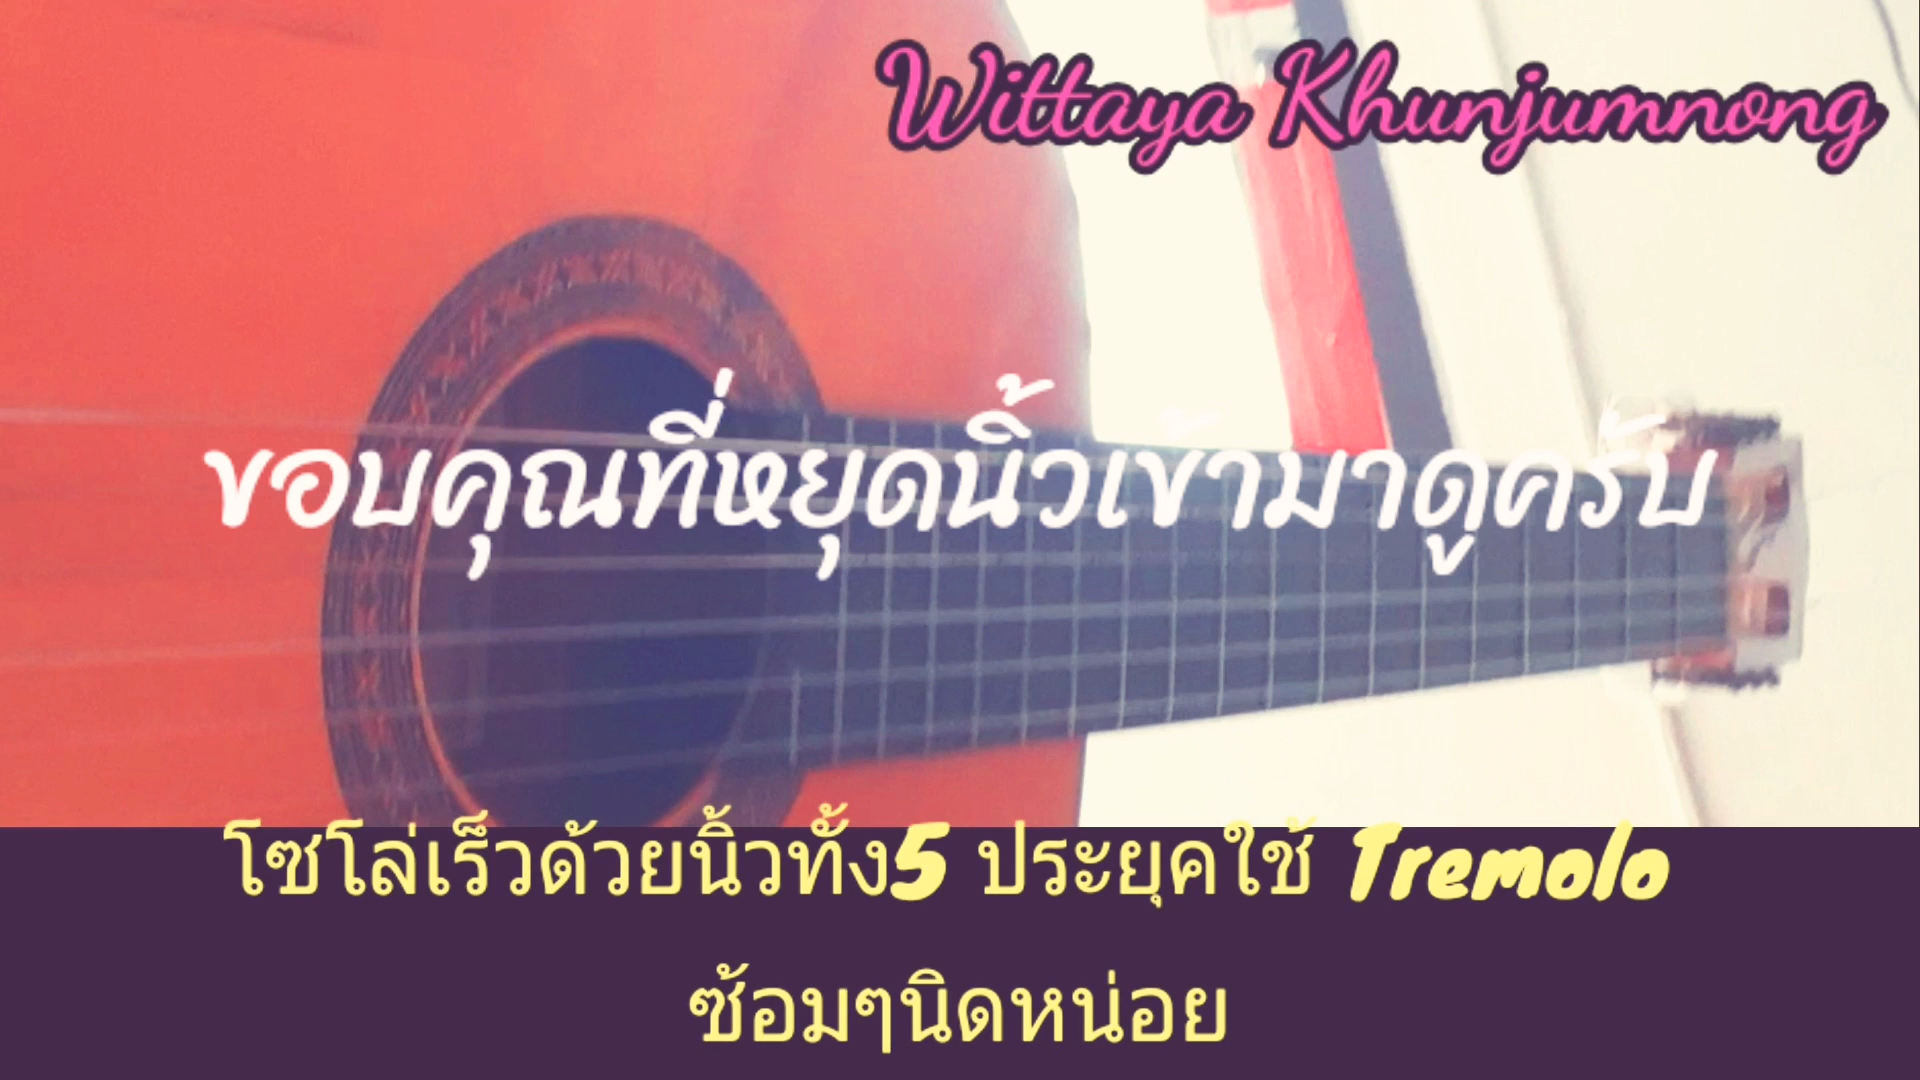 Wittaya Khunjumnong
ขอบคุณที่หยุดนิ้วเข้ามาดูครับ
โซโล่เร็วด้วยนิ้วทั้ง5 ประยุคใช้ Tremolo
ซ้อมๆนิดหน่อย